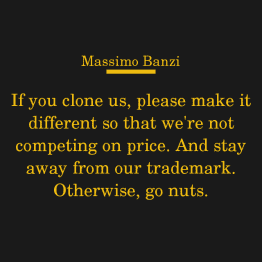 Massimo Banzi
If you clone us, please make it
different so that we're not
competing on price. And stay
away from our trademark.
Otherwise, go nuts.